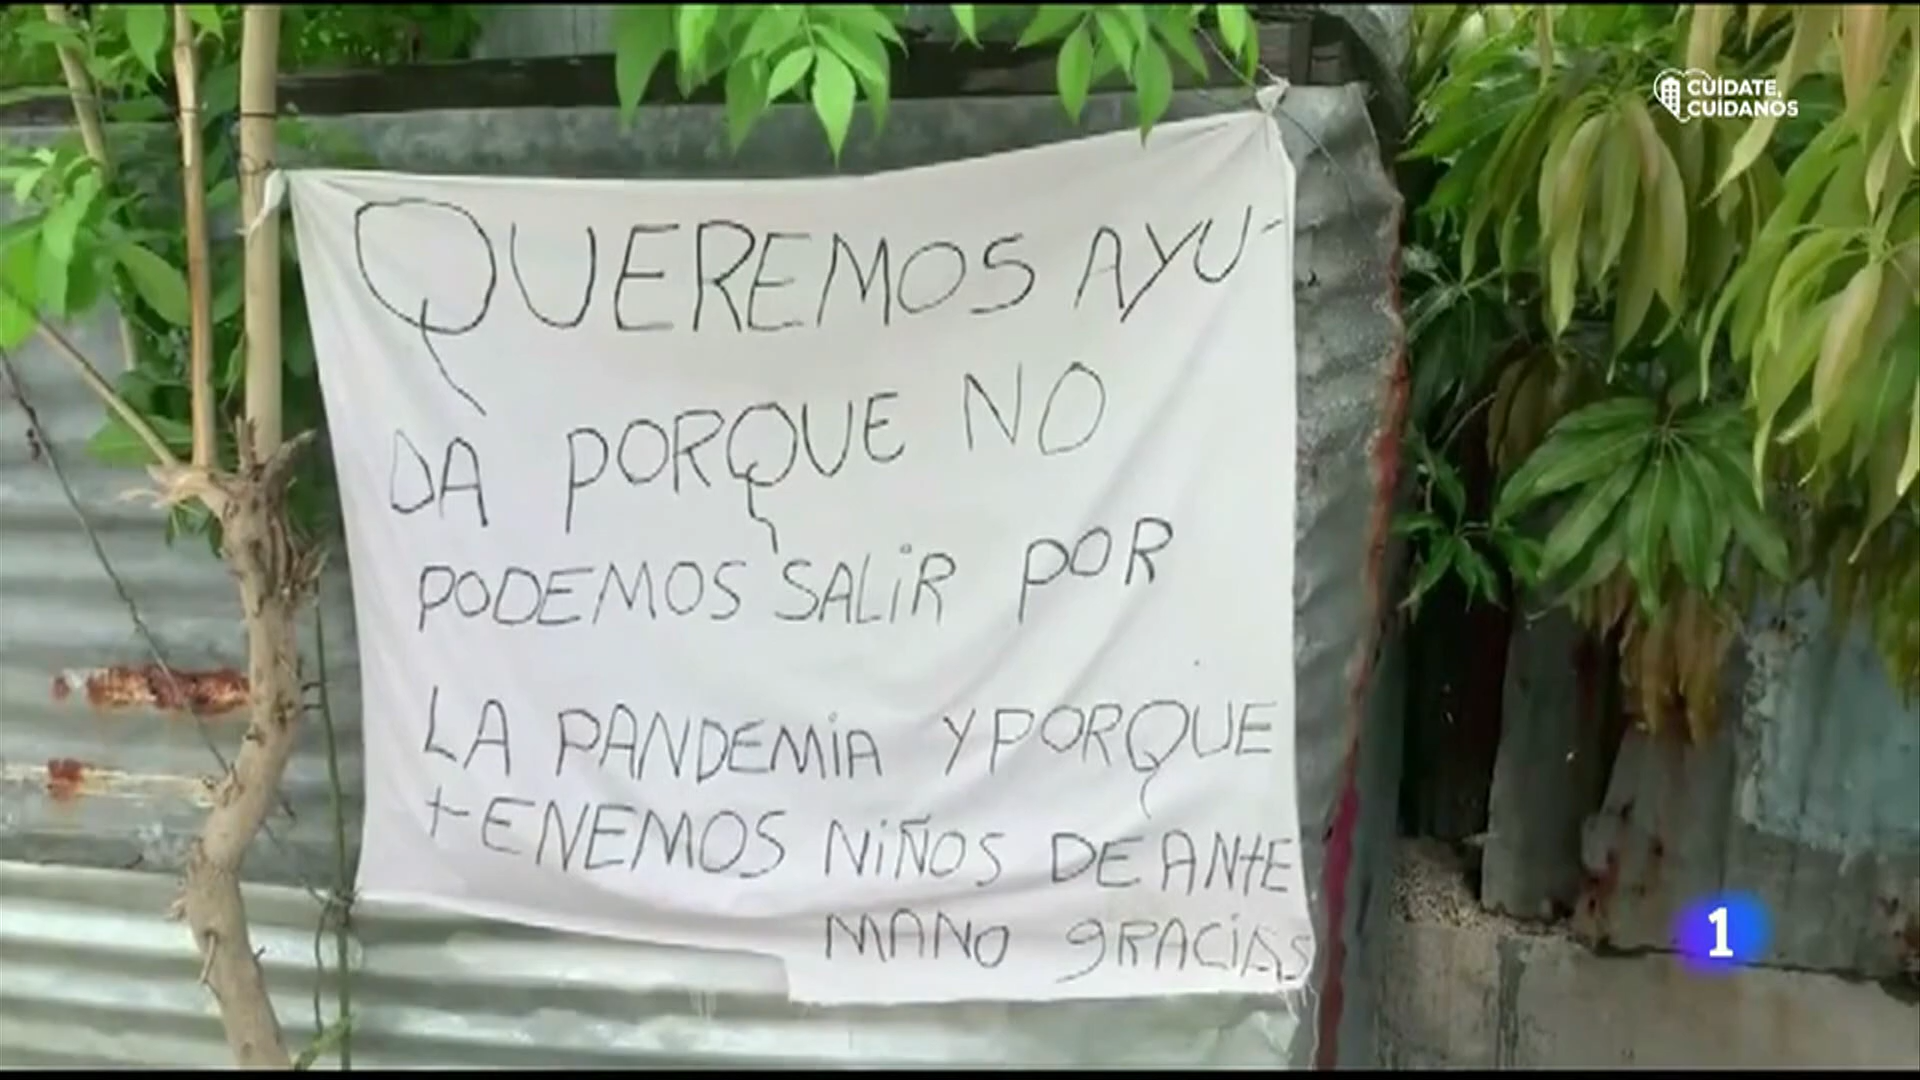 CUÍDATE,
CUÍDANOS
QUEREMOS AYU-
DA PORQUE NO
PODEMOS SALIR POR
LA PANDEMIA Y PORQUE
TENEMOS NIÑOS DE ANTE
MANO GRACIAS
1